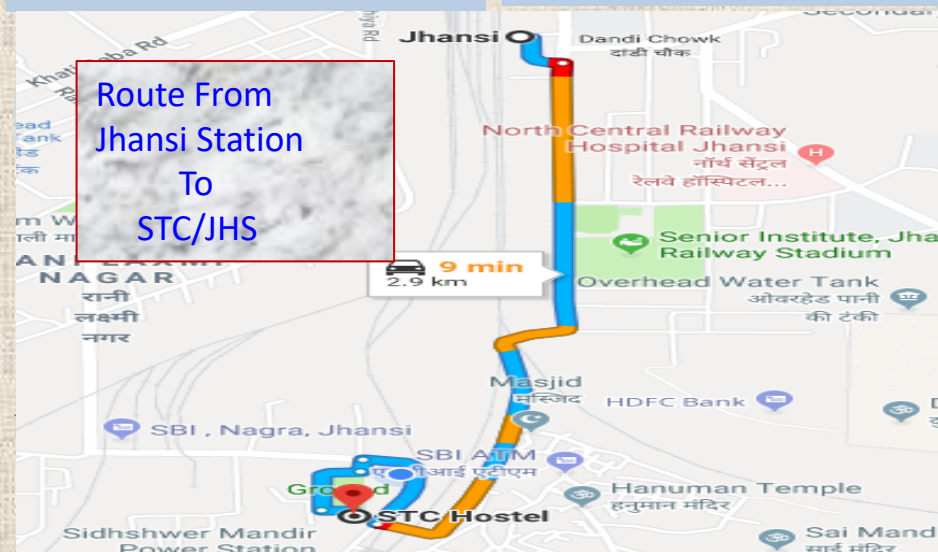 Jhansi
Dandi Chowk
दांडी चौक
Route From
Jhansi Station
To
STC/JHS
North Central Railway
Hospital Jhansi
नॉर्थ सेंट्रल
रेलवे हॉस्पिटल...
H
Senior Institute, Jha
Railway Stadium
NAGAR
रानी
लक्ष्मी
नगर
9 min
2.9 km
Overhead Water Tank
ओवरहेड पानी
की टंकी
Masjid
मस्जिद
HDFC Bank
SBI , Nagra, Jhansi
SBI ATM
एटीएम
STC Hostel
Hanuman Temple
हनुमान मंदिर
Sidhshwer Mandir
Power Station
Sai Mand
साई मंदिर